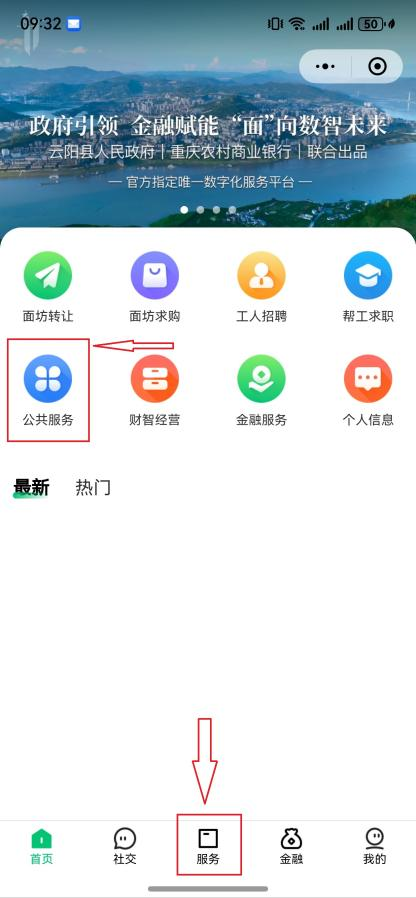 09:32
50
政府引领 金融赋能 “面”向数智未来
云阳县人民政府丨重庆农村商业银行丨联合出品
— 官方指定唯一数字化服务平台 —
面坊转让 面坊求购 工人招聘 帮工求职
公共服务 财智经营 金融服务 个人信息
最新 热门
首页 社交 服务 金融 我的